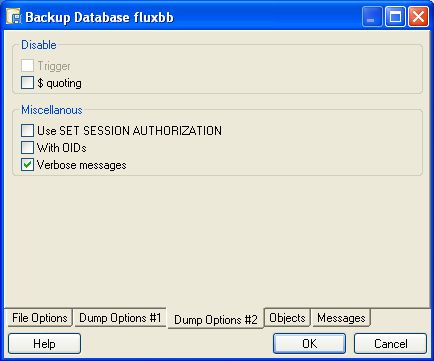 Backup Database fluxbb
Disable
Trigger
$ quoting
Miscellanous
Use SET SESSION AUTHORIZATION
With OIDs
Verbose messages
File Options Dump Options #1 Dump Options #2 Objects Messages
Help OK Cancel